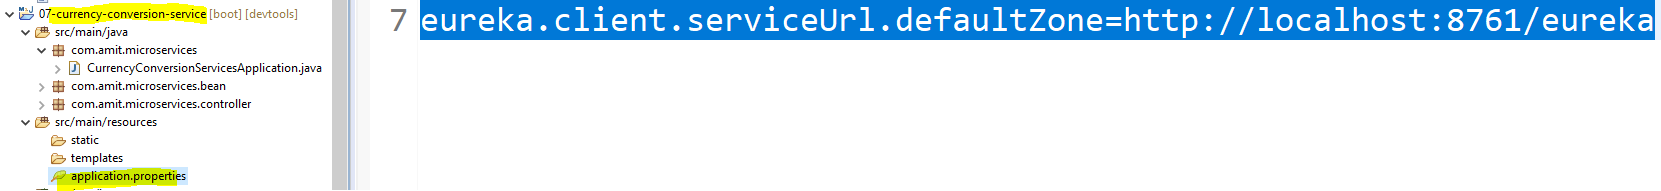 07-currency-conversion-service [boot] [devtools]
src/main/java
com.amit.microservices
CurrencyConversionServicesApplication.java
com.amit.microservices.bean
com.amit.microservices.controller
src/main/resources
static
templates
application.properties
7 eureka.client.serviceUrl.defaultZone=http://localhost:8761/eureka